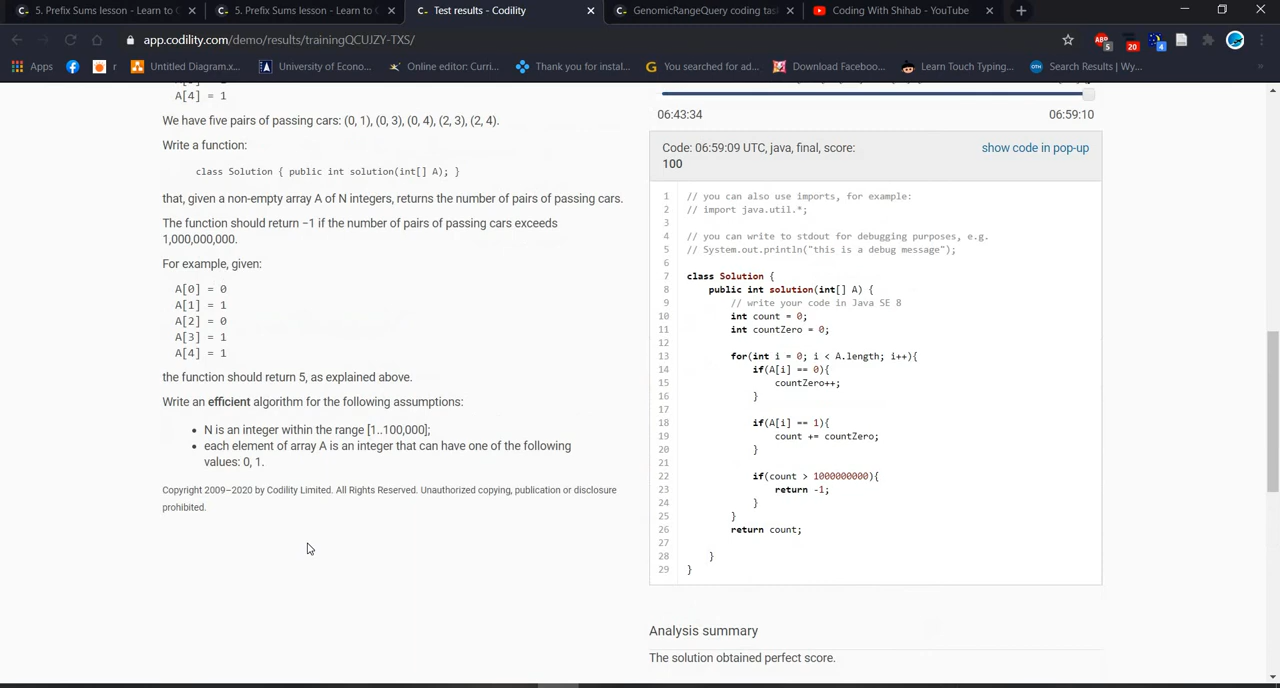 5. Prefix Sums lesson - Learn to C
5. Prefix Sums lesson - Learn to C
Test results - Codility
GenomicRangeQuery coding tas
Coding With Shihab - YouTube
app.codility.com/demo/results/trainingQCUJZY-TXS/
5
20
4
Apps
r
Untitled Diagram.x...
University of Econo...
Online editor: Curri...
Thank you for instal...
You searched for ad...
Download Faceboo...
Learn Touch Typing...
Search Results | Wy...
A[4] = 1
We have five pairs of passing cars: (0, 1), (0, 3), (0, 4), (2, 3), (2, 4).
Write a function:
class Solution { public int solution(int[] A); }
that, given a non-empty array A of N integers, returns the number of pairs of passing cars.
The function should return −1 if the number of pairs of passing cars exceeds
1,000,000,000.
For example, given:
A[0] = 0
A[1] = 1
A[2] = 0
A[3] = 1
A[4] = 1
the function should return 5, as explained above.
Write an efficient algorithm for the following assumptions:
• N is an integer within the range [1..100,000];
• each element of array A is an integer that can have one of the following
values: 0, 1.
Copyright 2009–2020 by Codility Limited. All Rights Reserved. Unauthorized copying, publication or disclosure
prohibited.
06:43:34
06:59:10
Code: 06:59:09 UTC, java, final, score:
show code in pop-up
100
1 // you can also use imports, for example:
2 // import java.util.*;
3
4 // you can write to stdout for debugging purposes, e.g.
5 // System.out.println("this is a debug message");
6
7 class Solution {
8 public int solution(int[] A) {
9 // write your code in Java SE 8
10 int count = 0;
11 int countZero = 0;
12
13 for(int i = 0; i < A.length; i++){
14 if(A[i] == 0){
15 countZero++;
16 }
17
18 if(A[i] == 1){
19 count += countZero;
20 }
21
22 if(count > 1000000000){
23 return -1;
24 }
25 }
26 return count;
27
28 }
29 }
Analysis summary
The solution obtained perfect score.